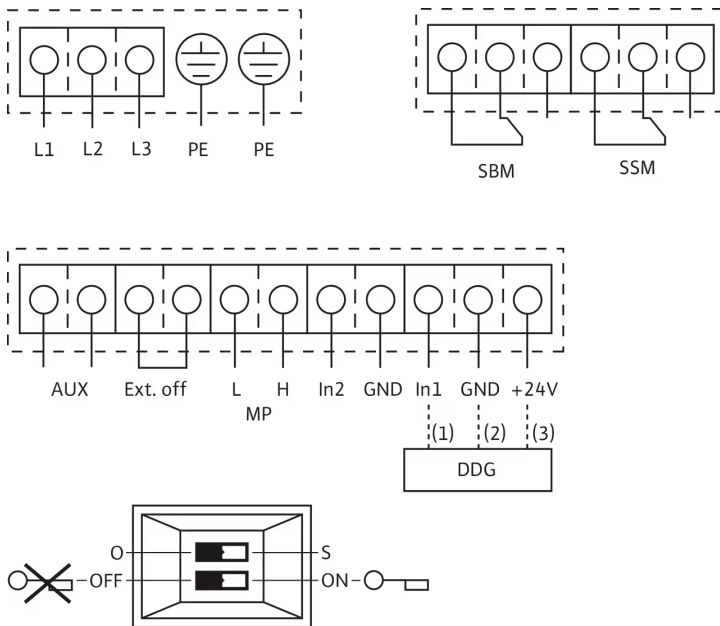 L1 L2 L3 PE PE
SBM SSM
AUX Ext. off L H In2 GND In1 GND +24V
MP
(1) (2) (3)
DDG
O S
OFF ON